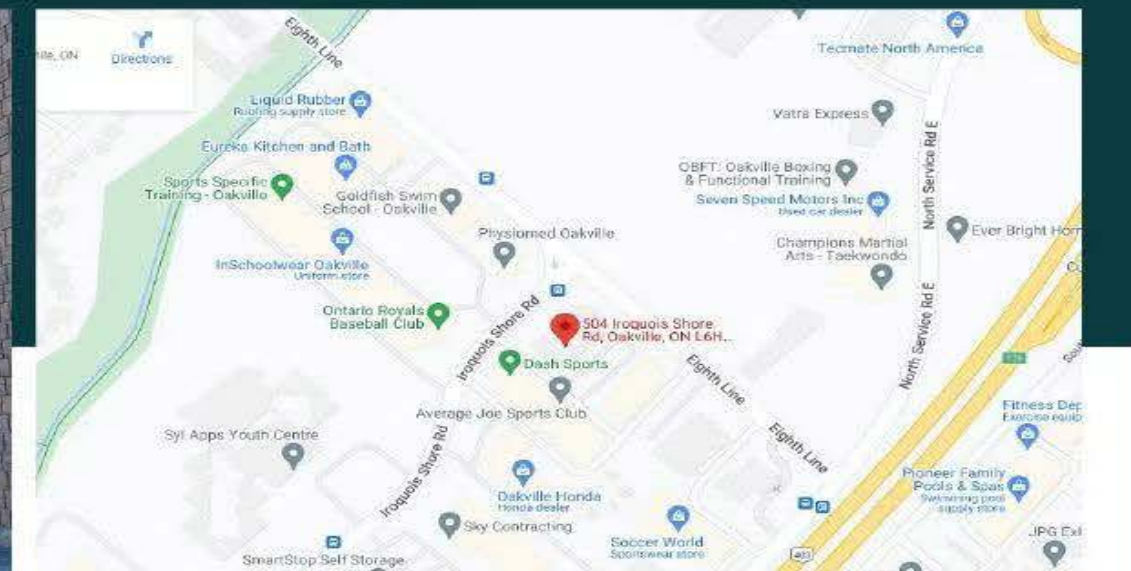 Eighth Line
Directions
Tecmate North America
Liquid Rubber
Roofing supply store
Vatra Express
Eureka Kitchen and Bath
Sports Specific
Training - Oakville
Goldfish Swim
School - Oakville
OBFT: Oakville Boxing
& Functional Training
Seven Speed Motors Inc
Used car dealer
North Service Rd E
Physiomed Oakville
Ever Bright Hom
Champions Martial
Arts - Taekwondo
InSchoolwear Oakville
Uniform store
Ontario Royals
Baseball Club
Iroquois Shore Rd
504 Iroquois Shore
Rd, Oakville, ON L6H...
North Service Rd E
Dash Sports
Eighth Line
Average Joe Sports Club
Fitness Dep
Exercise equip
Syl Apps Youth Centre
Iroquois Shore Rd
Eighth Line
Oakville Honda
Honda dealer
Pioneer Family
Pools & Spas
Swimming pool
supply store
Sky Contracting
Soccer World
Sportswear store
403
JPG Ex
SmartStop Self Storage